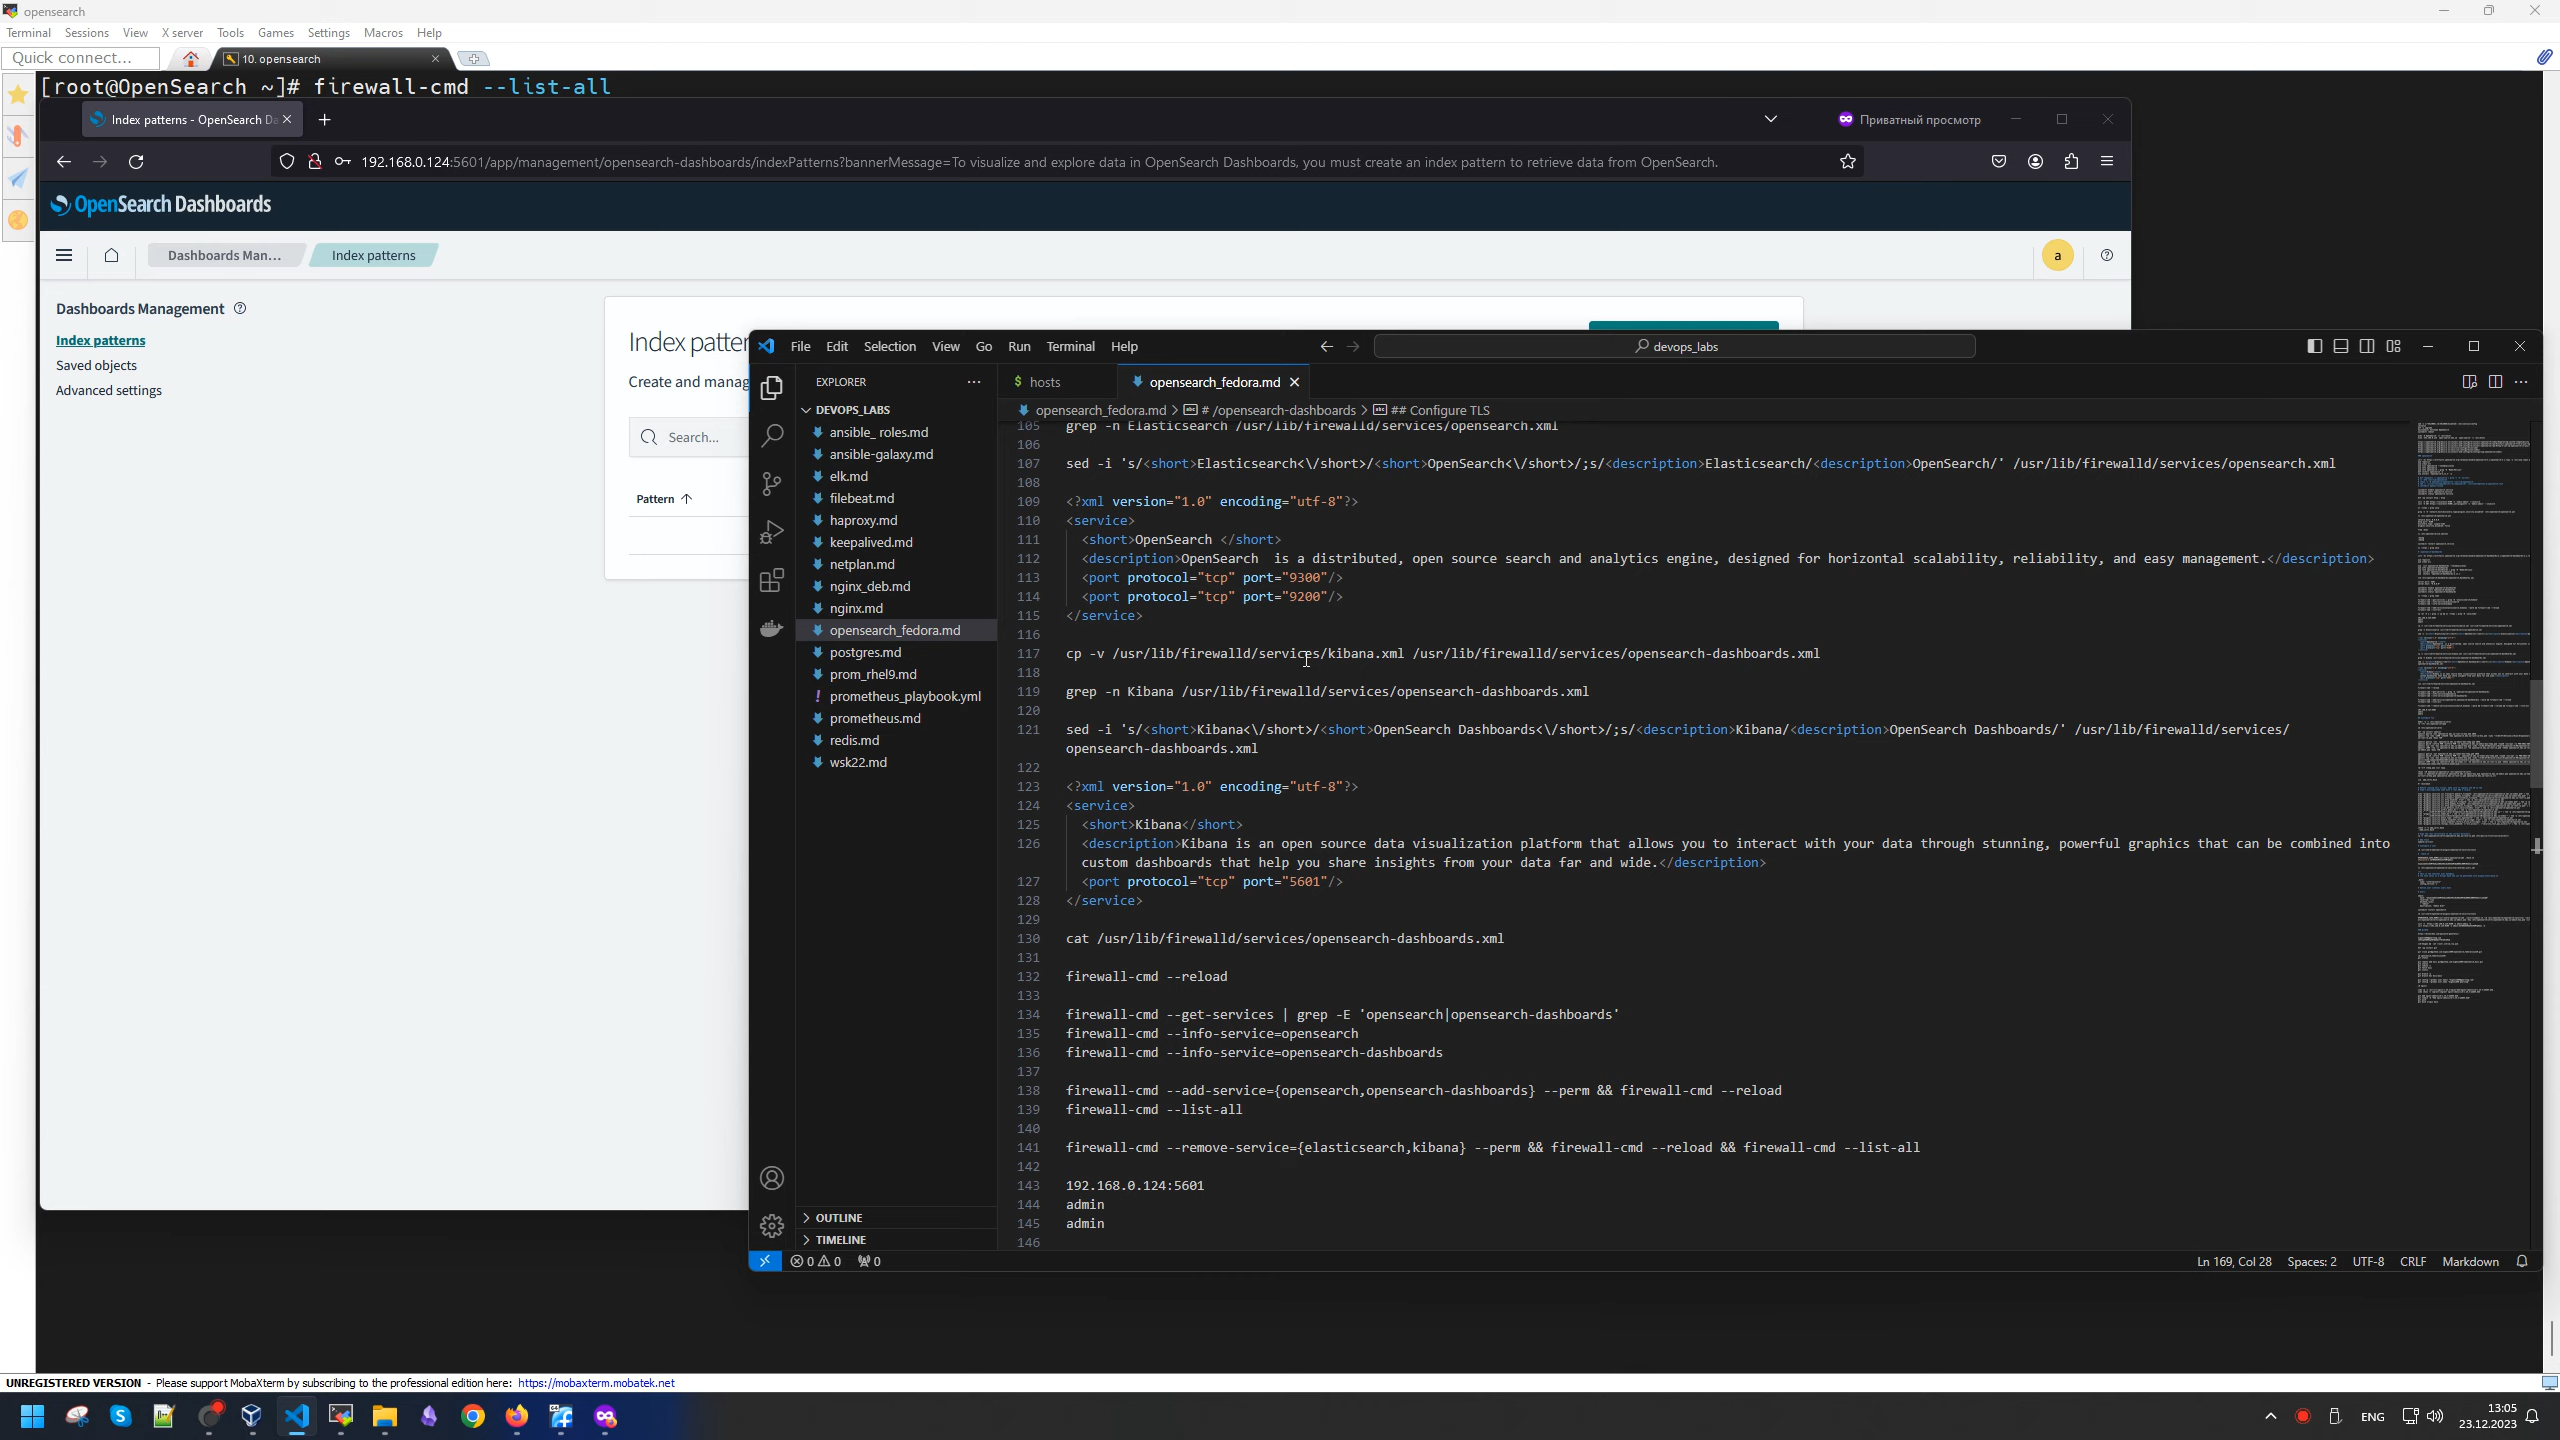 opensearch
Terminal Sessions View X server Tools Games Settings Macros Help
Quick connect...
10. opensearch
[root@OpenSearch ~]# firewall-cmd --list-all
Index patterns - OpenSearch Da
Приватный просмотр
192.168.0.124:5601/app/management/opensearch-dashboards/indexPatterns?bannerMessage=To visualize and explore data in OpenSearch Dashboards, you must create an index pattern to retrieve data from OpenSearch.
OpenSearch Dashboards
Dashboards Man... Index patterns
a
Dashboards Management
Index patterns
Saved objects
Advanced settings
Index patter
Create and manag
Search...
Pattern
File Edit Selection View Go Run Terminal Help
devops_labs
EXPLORER
hosts
opensearch_fedora.md
DEVOPS_LABS
ansible_ roles.md
ansible-galaxy.md
elk.md
filebeat.md
haproxy.md
keepalived.md
netplan.md
nginx_deb.md
nginx.md
opensearch_fedora.md
postgres.md
prom_rhel9.md
prometheus_playbook.yml
prometheus.md
redis.md
wsk22.md
OUTLINE
TIMELINE
opensearch_fedora.md > # /opensearch-dashboards > ## Configure TLS
105 grep -n Elasticsearch /usr/lib/firewalld/services/opensearch.xml
106
107 sed -i 's/<short>Elasticsearch<\/short>/<short>OpenSearch<\/short>/;s/<description>Elasticsearch/<description>OpenSearch/' /usr/lib/firewalld/services/opensearch.xml
108
109 <?xml version="1.0" encoding="utf-8"?>
110 <service>
111 <short>OpenSearch </short>
112 <description>OpenSearch  is a distributed, open source search and analytics engine, designed for horizontal scalability, reliability, and easy management.</description>
113 <port protocol="tcp" port="9300"/>
114 <port protocol="tcp" port="9200"/>
115 </service>
116
117 cp -v /usr/lib/firewalld/services/kibana.xml /usr/lib/firewalld/services/opensearch-dashboards.xml
118
119 grep -n Kibana /usr/lib/firewalld/services/opensearch-dashboards.xml
120
121 sed -i 's/<short>Kibana<\/short>/<short>OpenSearch Dashboards<\/short>/;s/<description>Kibana/<description>OpenSearch Dashboards/' /usr/lib/firewalld/services/
opensearch-dashboards.xml
122
123 <?xml version="1.0" encoding="utf-8"?>
124 <service>
125 <short>Kibana</short>
126 <description>Kibana is an open source data visualization platform that allows you to interact with your data through stunning, powerful graphics that can be combined into
custom dashboards that help you share insights from your data far and wide.</description>
127 <port protocol="tcp" port="5601"/>
128 </service>
129
130 cat /usr/lib/firewalld/services/opensearch-dashboards.xml
131
132 firewall-cmd --reload
133
134 firewall-cmd --get-services | grep -E 'opensearch|opensearch-dashboards'
135 firewall-cmd --info-service=opensearch
136 firewall-cmd --info-service=opensearch-dashboards
137
138 firewall-cmd --add-service={opensearch,opensearch-dashboards} --perm && firewall-cmd --reload
139 firewall-cmd --list-all
140
141 firewall-cmd --remove-service={elasticsearch,kibana} --perm && firewall-cmd --reload && firewall-cmd --list-all
142
143 192.168.0.124:5601
144 admin
145 admin
146
0 0 0
Ln 169, Col 28 Spaces: 2 UTF-8 CRLF Markdown
UNREGISTERED VERSION - Please support MobaXterm by subscribing to the professional edition here: https://mobaxterm.mobatek.net
ENG
13:05
23.12.2023